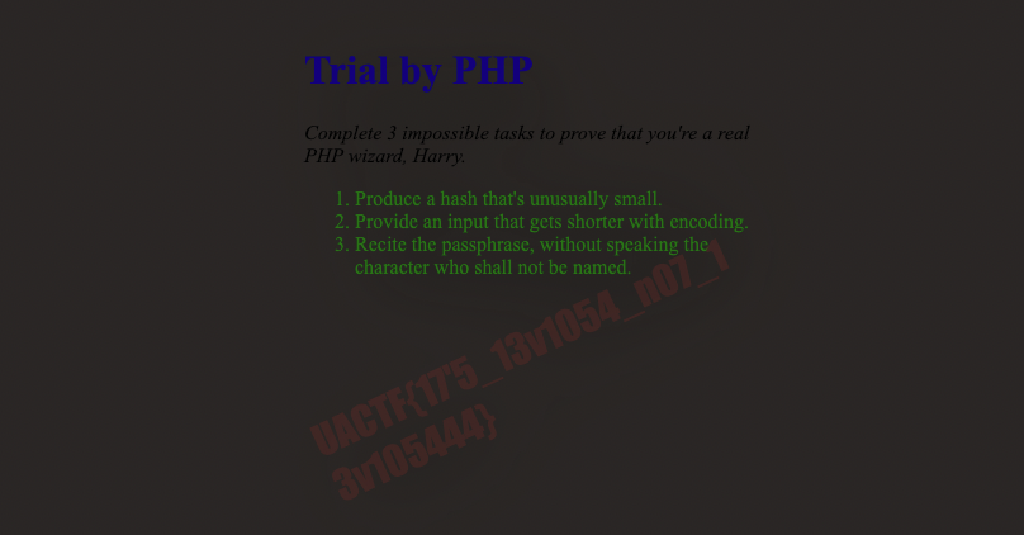 Trial by PHP
Complete 3 impossible tasks to prove that you're a real
PHP wizard, Harry.
1. Produce a hash that's unusually small.
2. Provide an input that gets shorter with encoding.
3. Recite the passphrase, without speaking the
character who shall not be named.
UACTF{17'5_13v1054_n07_l
3v105444}